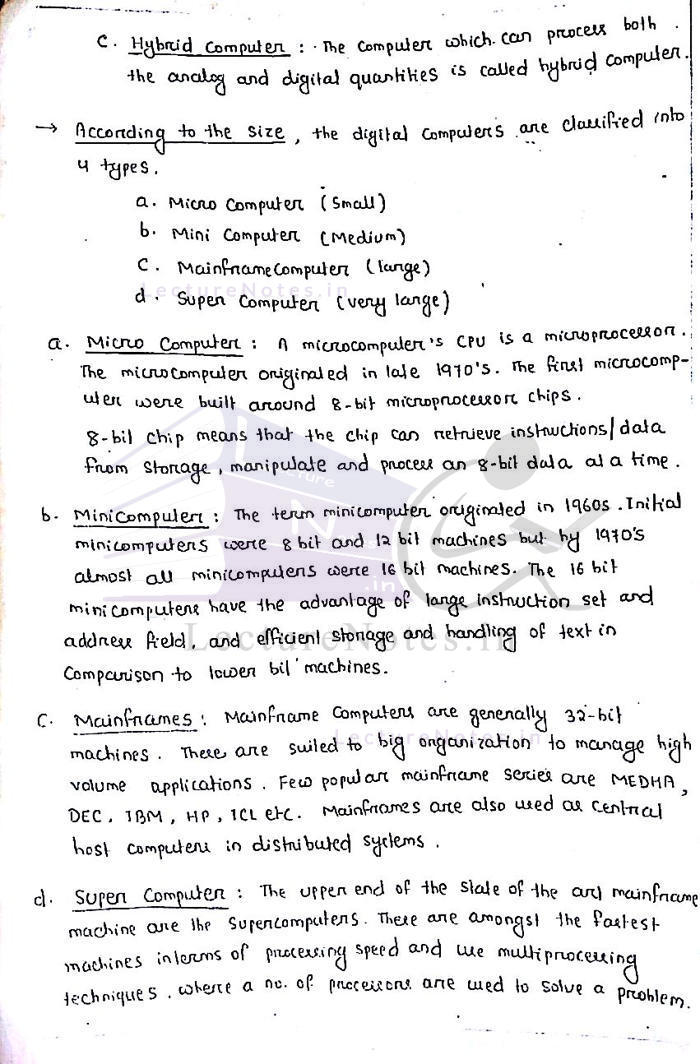 C. Hybrid Computer : The Computer which can process both
the analog and digital quantities is called hybrid computer.
→ According to the size, the digital computers are classified into
4 types.
a. Micro Computer (Small)
b. Mini Computer (Medium)
C. Mainframe Computer (large)
LectureNotes.in
d. Super Computer (very large)
a. Micro Computer : A microcomputer's CPU is a microprocessor.
The microcomputer originated in late 1970's. The first microcomp-
uter were built around 8-bit microprocessor chips.
8-bit chip means that the chip can retrieve instructions/data
from storage, manipulate and process an 8-bit data at a time.
b. Minicomputer : The term minicomputer originated in 1960s. Initial
minicomputers were 8 bit and 12 bit machines but by 1970's
almost all minicomputers were 16 bit machines. The 16 bit
minicomputers have the advantage of large instruction set and
address field, and efficient storage and handling of text in
LectureNotes.in
Comparison to lower bit machines.
C. Mainframes : Mainframe Computers are generally 32-bit
LectureNotes.in
machines. These are suited to big organization to manage high
volume applications. Few popular mainframe series are MEDHA,
DEC, IBM, HP, ICL etc. Mainframes are also used as Central
host computers in distributed systems.
d. Super Computer : The upper end of the state of the art mainframe
machine are the Supercomputers. These are amongst the fastest
machines in terms of processing speed and use multiprocessing
techniques, where a no. of processors are used to solve a problem.